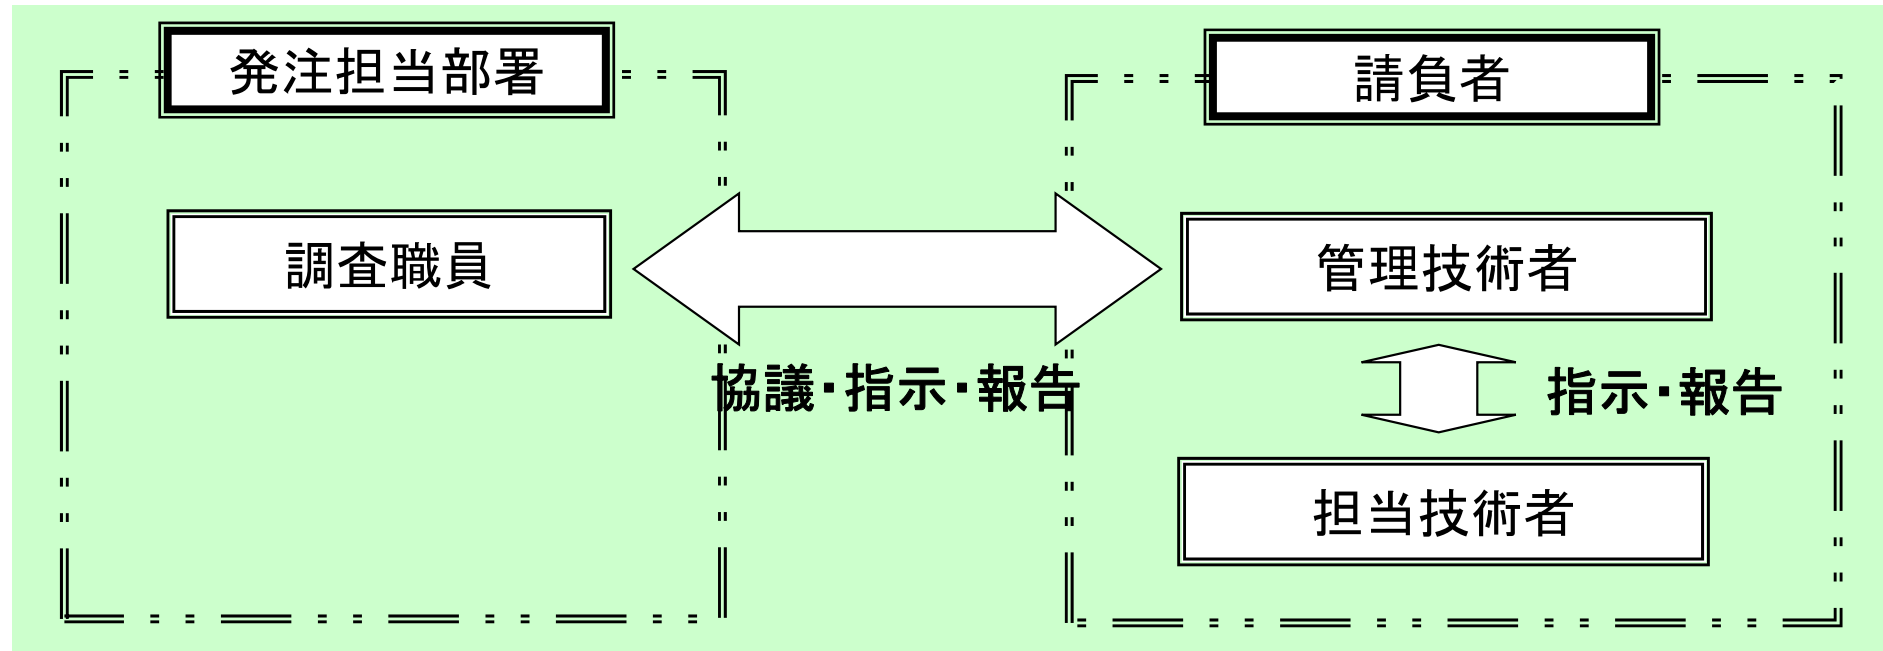 発注担当部署
請負者
調査職員
管理技術者
協議・指示・報告
指示・報告
担当技術者